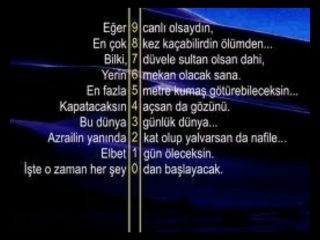 Eğer 9 canlı olsaydın,
En çok 8 kez kaçabilirdin ölümden...
Bilki, 7 düvele sultan olsan dahi,
Yerin 6 mekan olacak sana.
En fazla 5 metre kumaş götürebileceksin...
Kapatacaksın 4 açsan da gözünü.
Bu dünya 3 günlük dünya...
Azrailin yanında 2 kat olup yalvarsan da nafile...
Elbet 1 gün öleceksin.
İşte o zaman her şey 0 dan başlayacak.